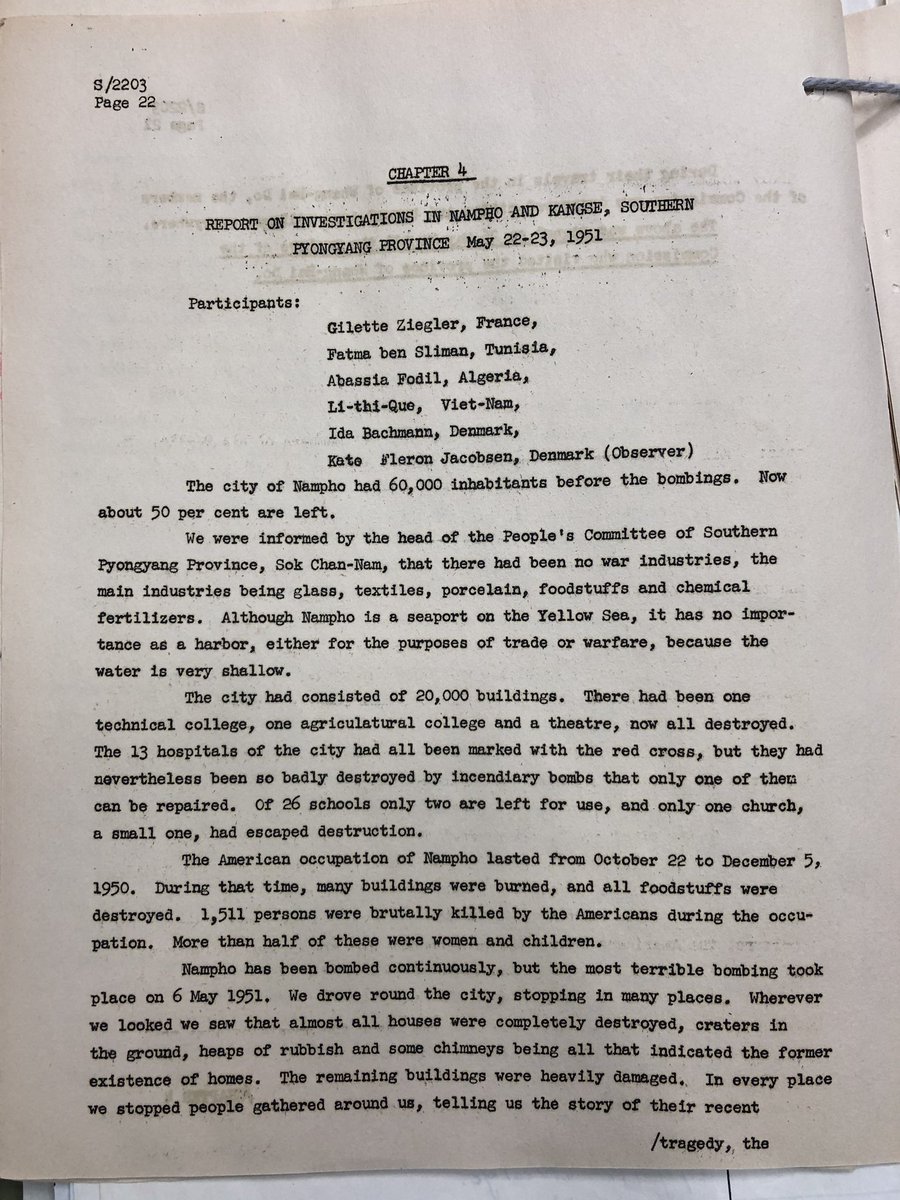 S/2203
Page 22
CHAPTER 4
REPORT ON INVESTIGATIONS IN NAMPHO AND KANGSE, SOUTHERN
PYONGYANG PROVINCE May 22-23, 1951
Participants:
Gilette Ziegler, France,
Fatma ben Sliman, Tunisia,
Abassia Fodil, Algeria,
Li-thi-Que, Viet-Nam,
Ida Bachmann, Denmark,
Kate Fleron Jacobsen, Denmark (Observer)
The city of Nampho had 60,000 inhabitants before the bombings. Now
about 50 per cent are left.
We were informed by the head of the People's Committee of Southern
Pyongyang Province, Sok Chan-Nam, that there had been no war industries, the
main industries being glass, textiles, porcelain, foodstuffs and chemical
fertilizers. Although Nampho is a seaport on the Yellow Sea, it has no impor-
tance as a harbor, either for the purposes of trade or warfare, because the
water is very shallow.
The city had consisted of 20,000 buildings. There had been one
technical college, one agriculatural college and a theatre, now all destroyed.
The 13 hospitals of the city had all been marked with the red cross, but they had
nevertheless been so badly destroyed by incendiary bombs that only one of them
can be repaired. Of 26 schools only two are left for use, and only one church,
a small one, had escaped destruction.
The American occupation of Nampho lasted from October 22 to December 5,
1950. During that time, many buildings were burned, and all foodstuffs were
destroyed. 1,511 persons were brutally killed by the Americans during the occu-
pation. More than half of these were women and children.
Nampho has been bombed continuously, but the most terrible bombing took
place on 6 May 1951. We drove round the city, stopping in many places. Wherever
we looked we saw that almost all houses were completely destroyed, craters in
the ground, heaps of rubbish and some chimneys being all that indicated the former
existence of homes. The remaining buildings were heavily damaged. In every place
we stopped people gathered around us, telling us the story of their recent
/tragedy, the